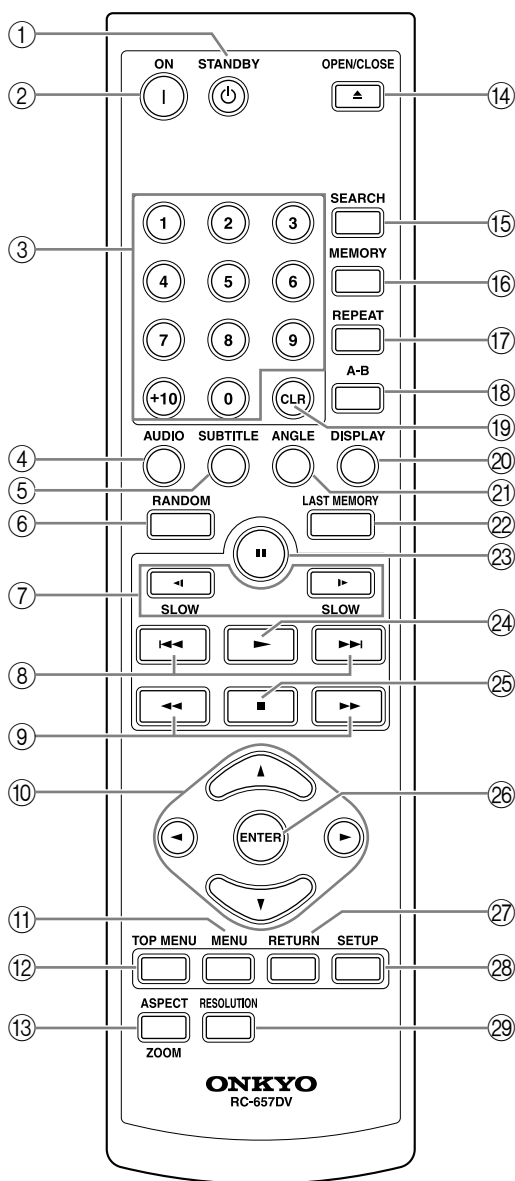 ①
ON STANDBY OPEN/CLOSE
② I ⑭
SEARCH
③ 1 2 3 ⑮
MEMORY
4 5 6 ⑯
REPEAT
7 8 9 ⑰
A-B
+10 0 CLR ⑱
⑲
AUDIO SUBTITLE ANGLE DISPLAY
④ ⑳
⑤ ㉑
RANDOM LAST MEMORY
⑥ ㉒
㉓
⑦
SLOW SLOW
㉔
⑧
㉕
⑨
⑩ ㉖
ENTER
⑪ ㉗
TOP MENU MENU RETURN SETUP
⑫ ㉘
ASPECT RESOLUTION
⑬ ㉙
ZOOM
ONKYO
RC-657DV